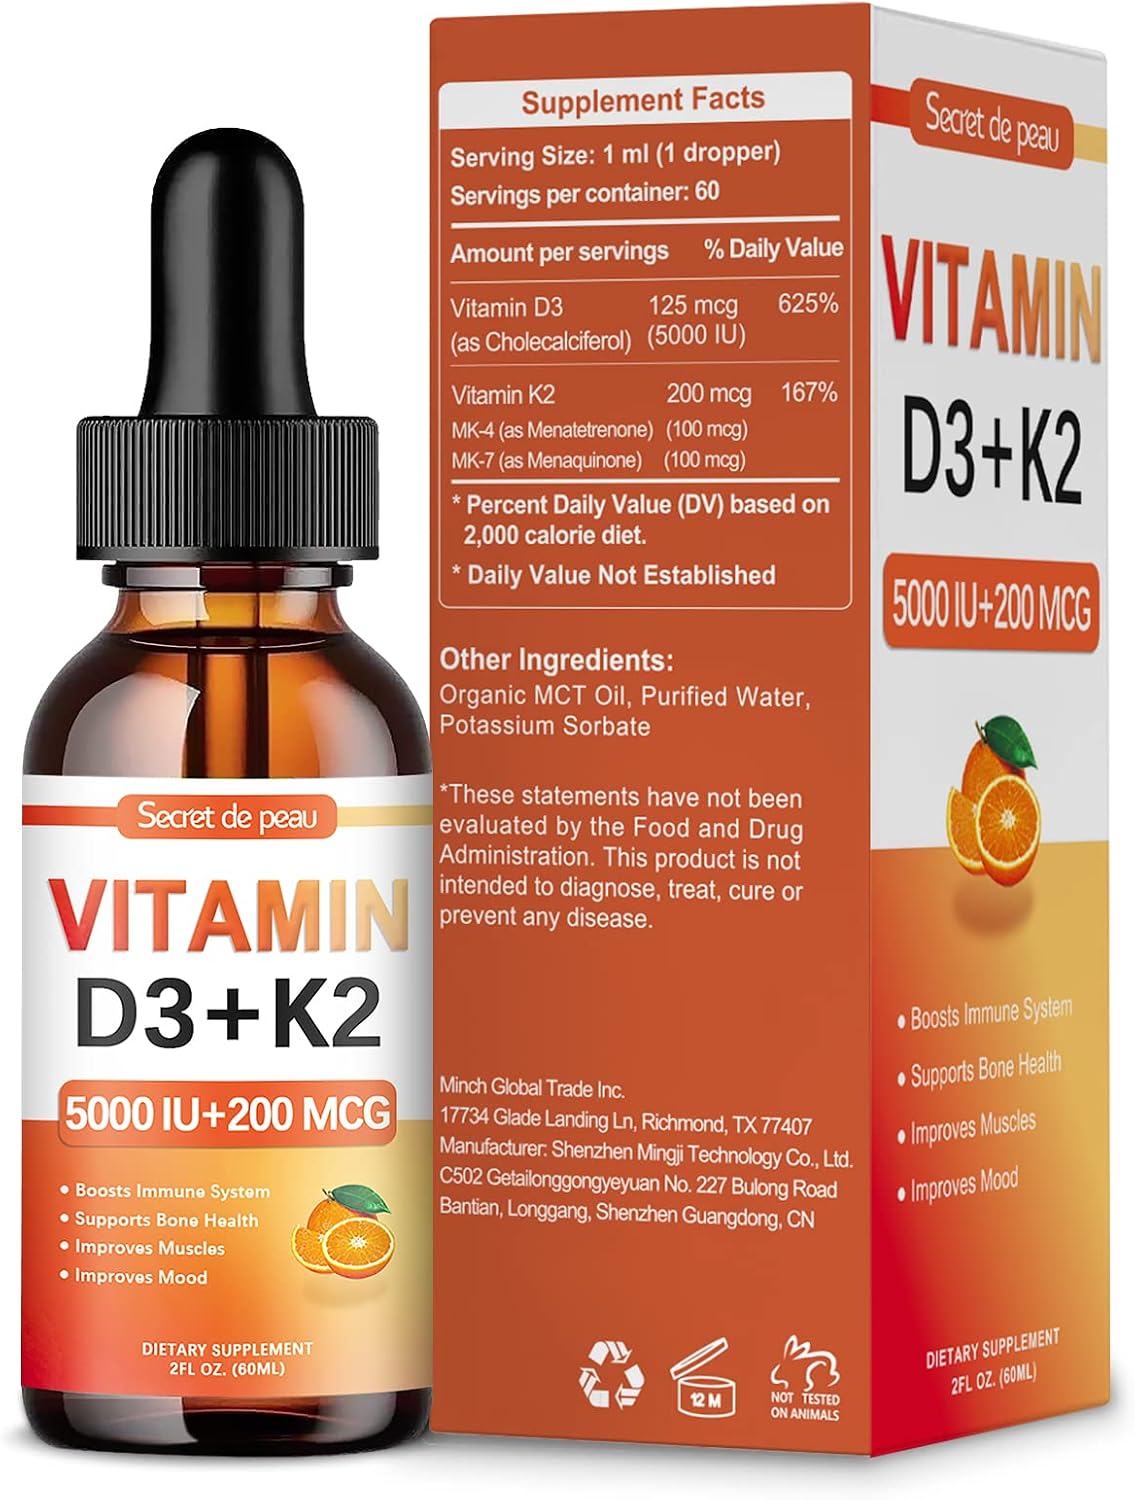 Secret de peau
VITAMIN
D3+K2
5000 IU+200 MCG
• Boosts Immune System
• Supports Bone Health
• Improves Muscles
• Improves Mood
DIETARY SUPPLEMENT
2FL OZ. (60ML)
Supplement Facts
Serving Size: 1 ml (1 dropper)
Servings per container: 60
Amount per servings % Daily Value
Vitamin D3 125 mcg 625%
(as Cholecalciferol) (5000 IU)
Vitamin K2 200 mcg 167%
MK-4 (as Menatetrenone) (100 mcg)
MK-7 (as Menaquinone) (100 mcg)
* Percent Daily Value (DV) based on
2,000 calorie diet.
* Daily Value Not Established
Other Ingredients:
Organic MCT Oil, Purified Water,
Potassium Sorbate
*These statements have not been
evaluated by the Food and Drug
Administration. This product is not
intended to diagnose, treat, cure or
prevent any disease.
Minch Global Trade Inc.
17734 Glade Landing Ln, Richmond, TX 77407
Manufacturer: Shenzhen Mingji Technology Co., Ltd.
C502 Getailonggongyeyuan No. 227 Bulong Road
Bantian, Longgang, Shenzhen Guangdong, CN
12 M
NOT TESTED
ON ANIMALS
Secret de peau
VITAMIN
D3+K2
5000 IU+200 MCG
• Boosts Immune System
• Supports Bone Health
• Improves Muscles
• Improves Mood
DIETARY SUPPLEMENT
2FL OZ. (60ML)